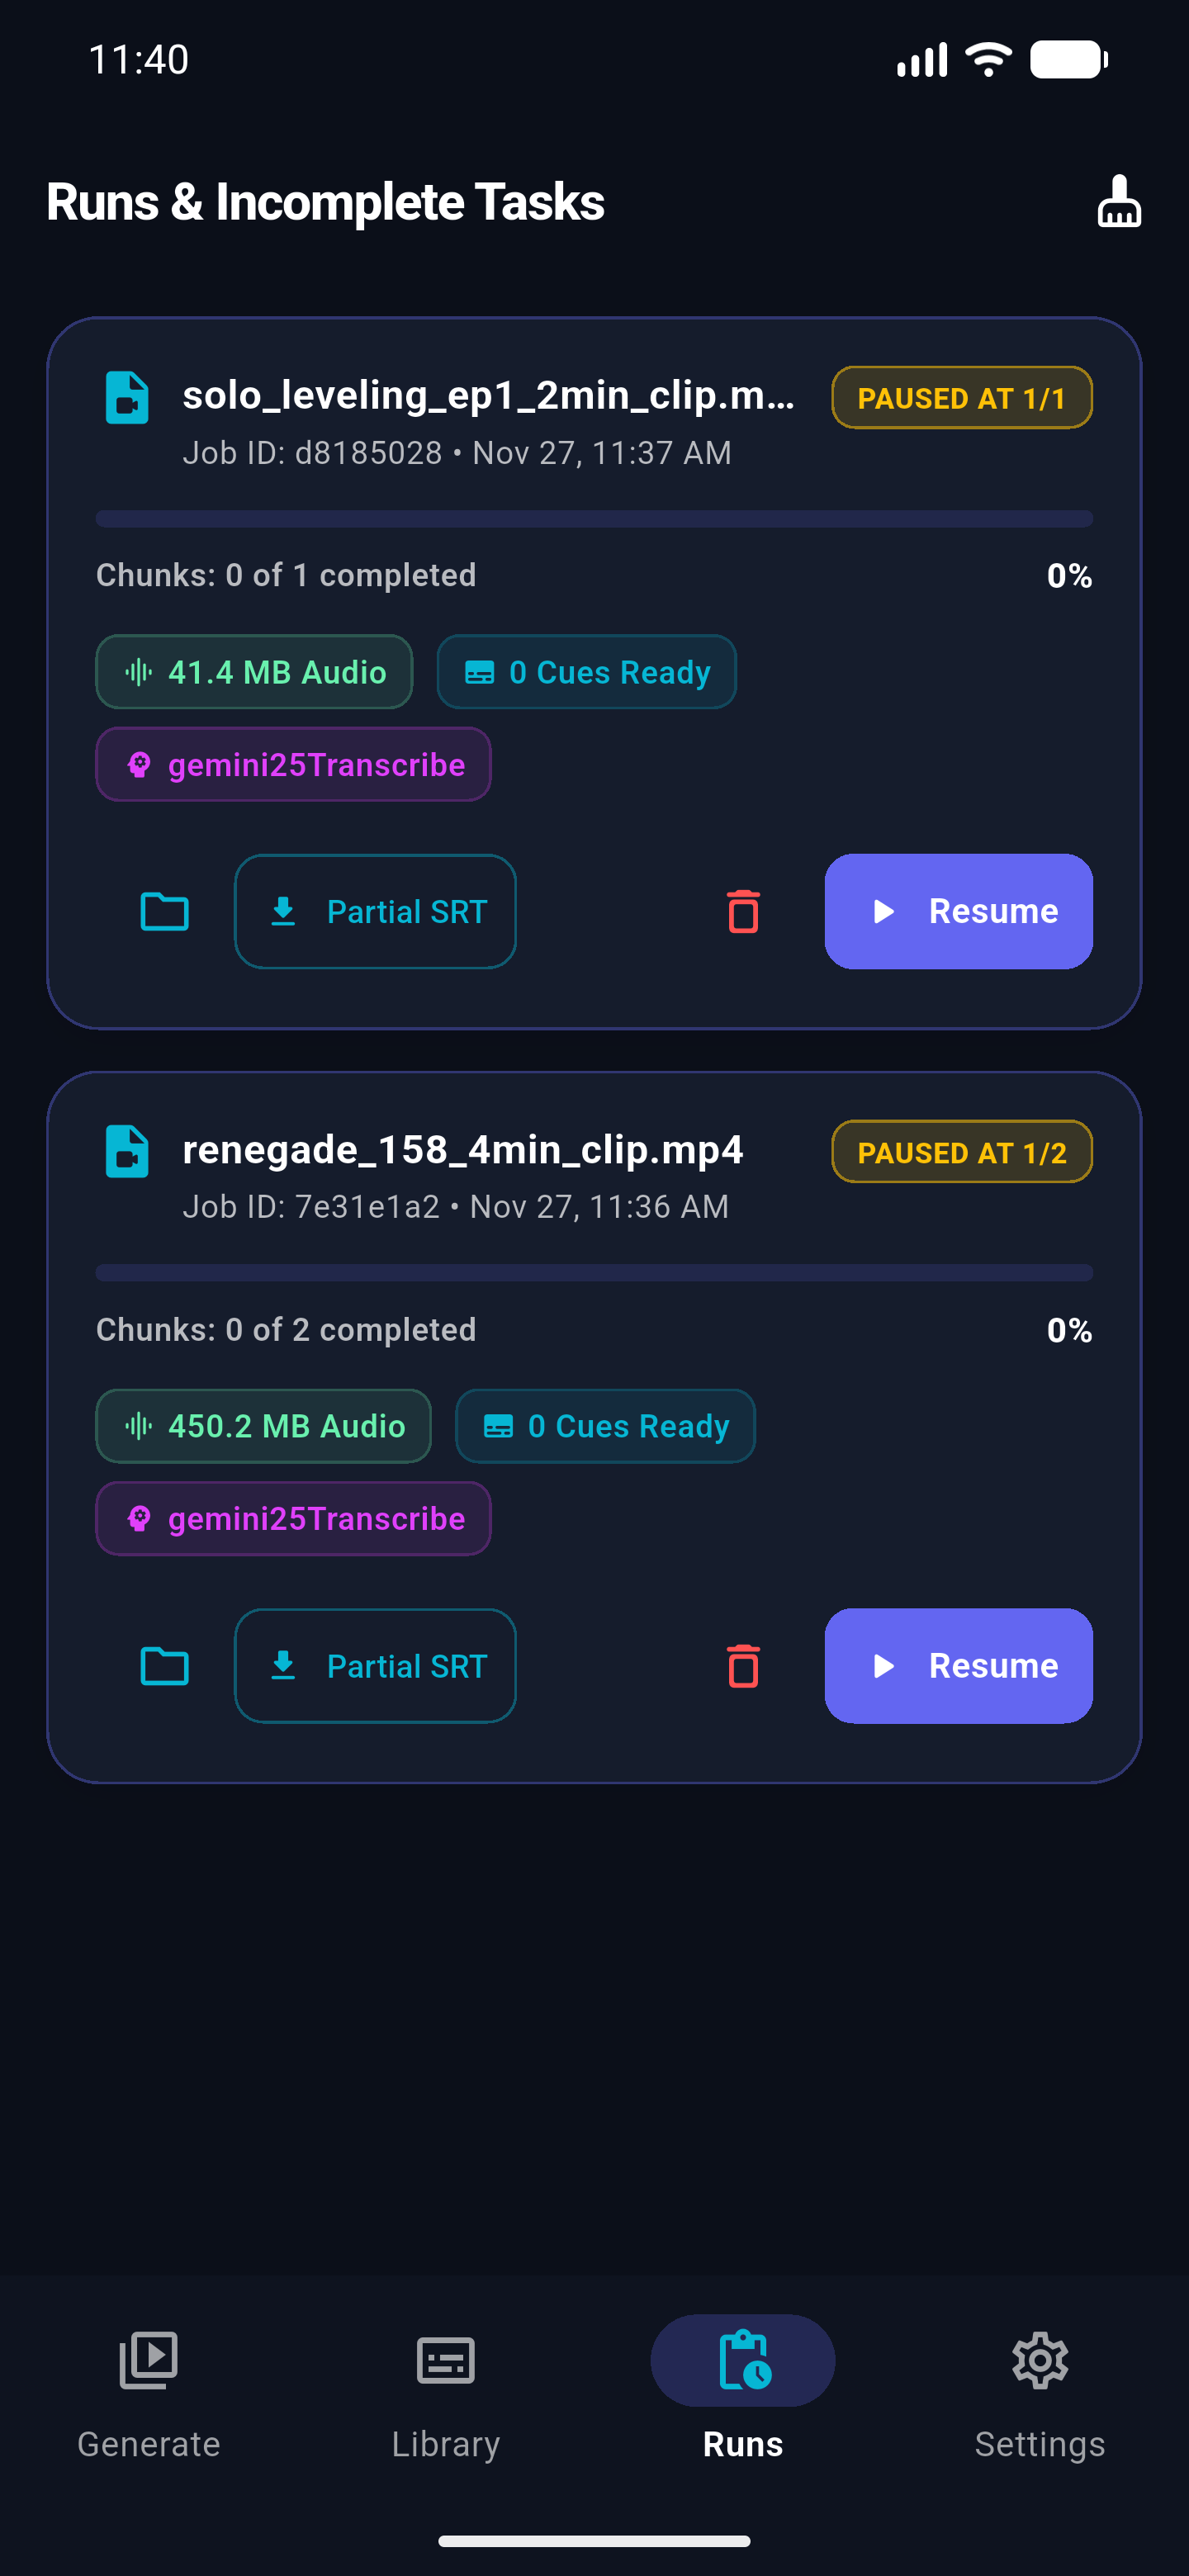 11:40
Runs & Incomplete Tasks
solo_leveling_ep1_2min_clip.m…
PAUSED AT 1/1
Job ID: d8185028 • Nov 27, 11:37 AM
Chunks: 0 of 1 completed
0%
41.4 MB Audio
0 Cues Ready
gemini25Transcribe
Partial SRT
Resume
renegade_158_4min_clip.mp4
PAUSED AT 1/2
Job ID: 7e31e1a2 • Nov 27, 11:36 AM
Chunks: 0 of 2 completed
0%
450.2 MB Audio
0 Cues Ready
gemini25Transcribe
Partial SRT
Resume
Generate
Library
Runs
Settings